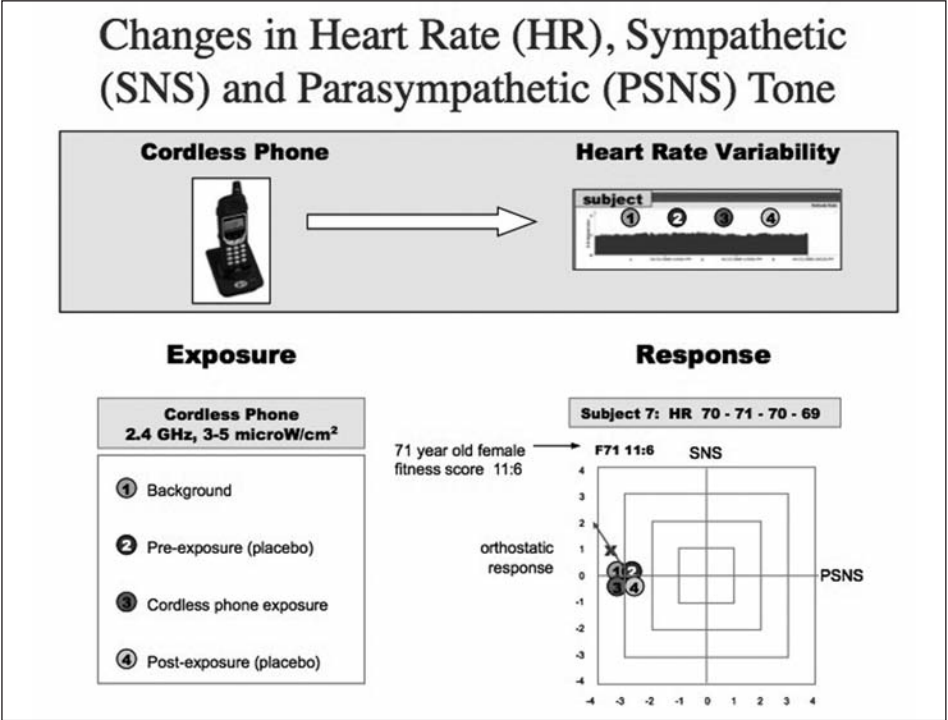 Changes in Heart Rate (HR), Sympathetic
(SNS) and Parasympathetic (PSNS) Tone
Cordless Phone
Heart Rate Variability
subject
1 2 3 4
Exposure
Response
Cordless Phone
2.4 GHz, 3-5 microW/cm²
1 Background
2 Pre-exposure (placebo)
3 Cordless phone exposure
4 Post-exposure (placebo)
Subject 7: HR 70 - 71 - 70 - 69
71 year old female
fitness score 11:6
F71 11:6
SNS
orthostatic
response
PSNS
4
3
2
1
0
-1
-2
-3
-4
X
1 2
3 4
-4 -3 -2 -1 0 1 2 3 4